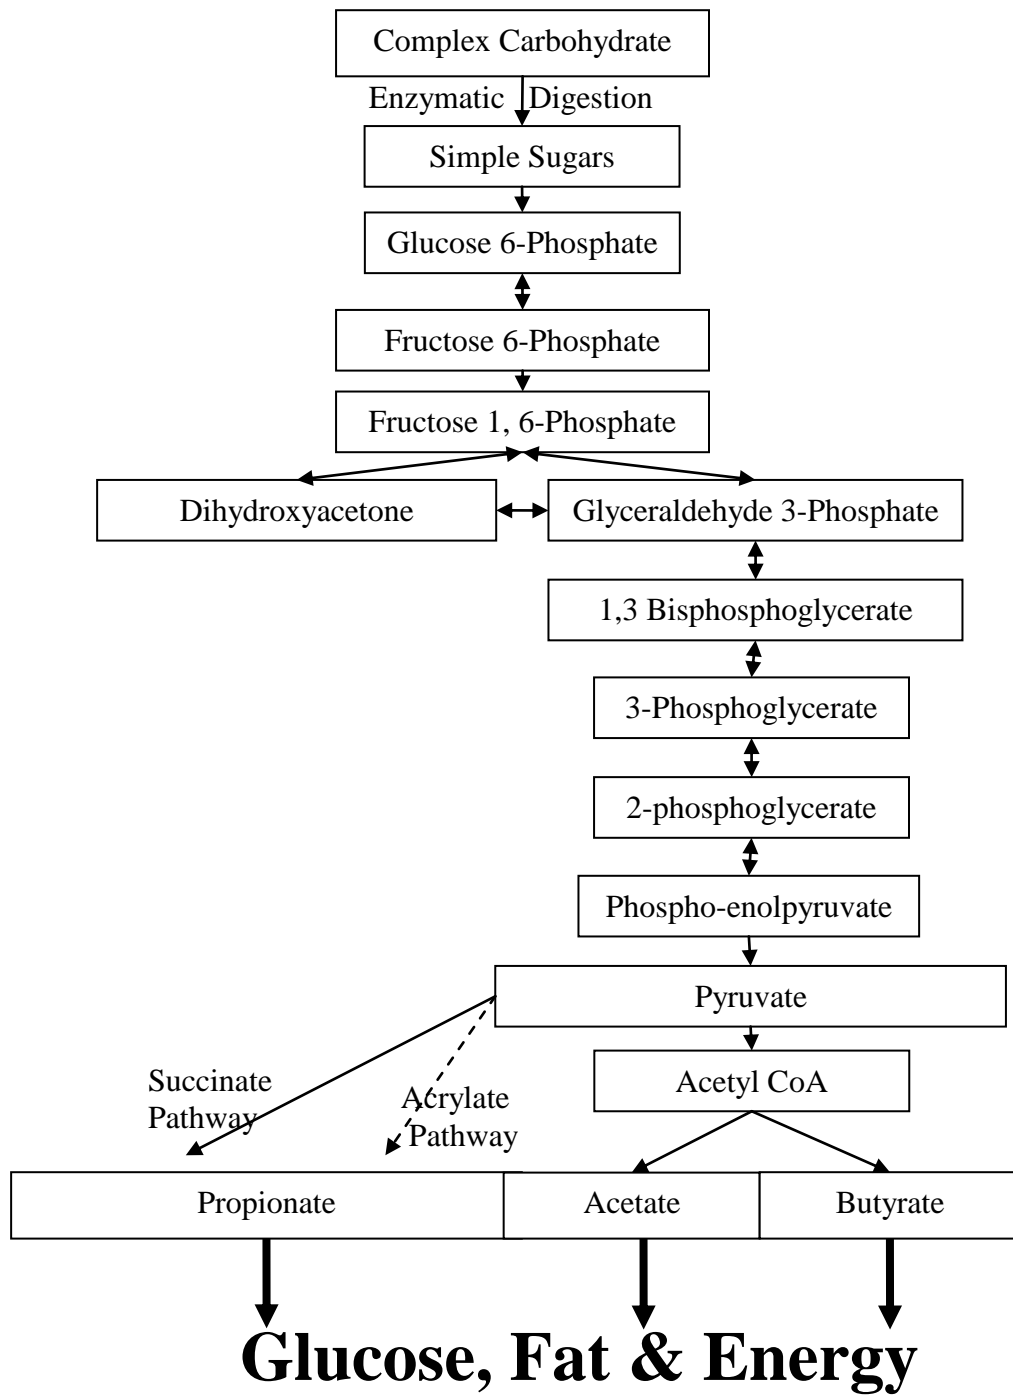 Complex Carbohydrate
Enzymatic Digestion
Simple Sugars
Glucose 6-Phosphate
Fructose 6-Phosphate
Fructose 1, 6-Phosphate
Dihydroxyacetone
Glyceraldehyde 3-Phosphate
1,3 Bisphosphoglycerate
3-Phosphoglycerate
2-phosphoglycerate
Phospho-enolpyruvate
Pyruvate
Succinate
Pathway
Acrylate
Pathway
Acetyl CoA
Propionate
Acetate
Butyrate
Glucose, Fat & Energy